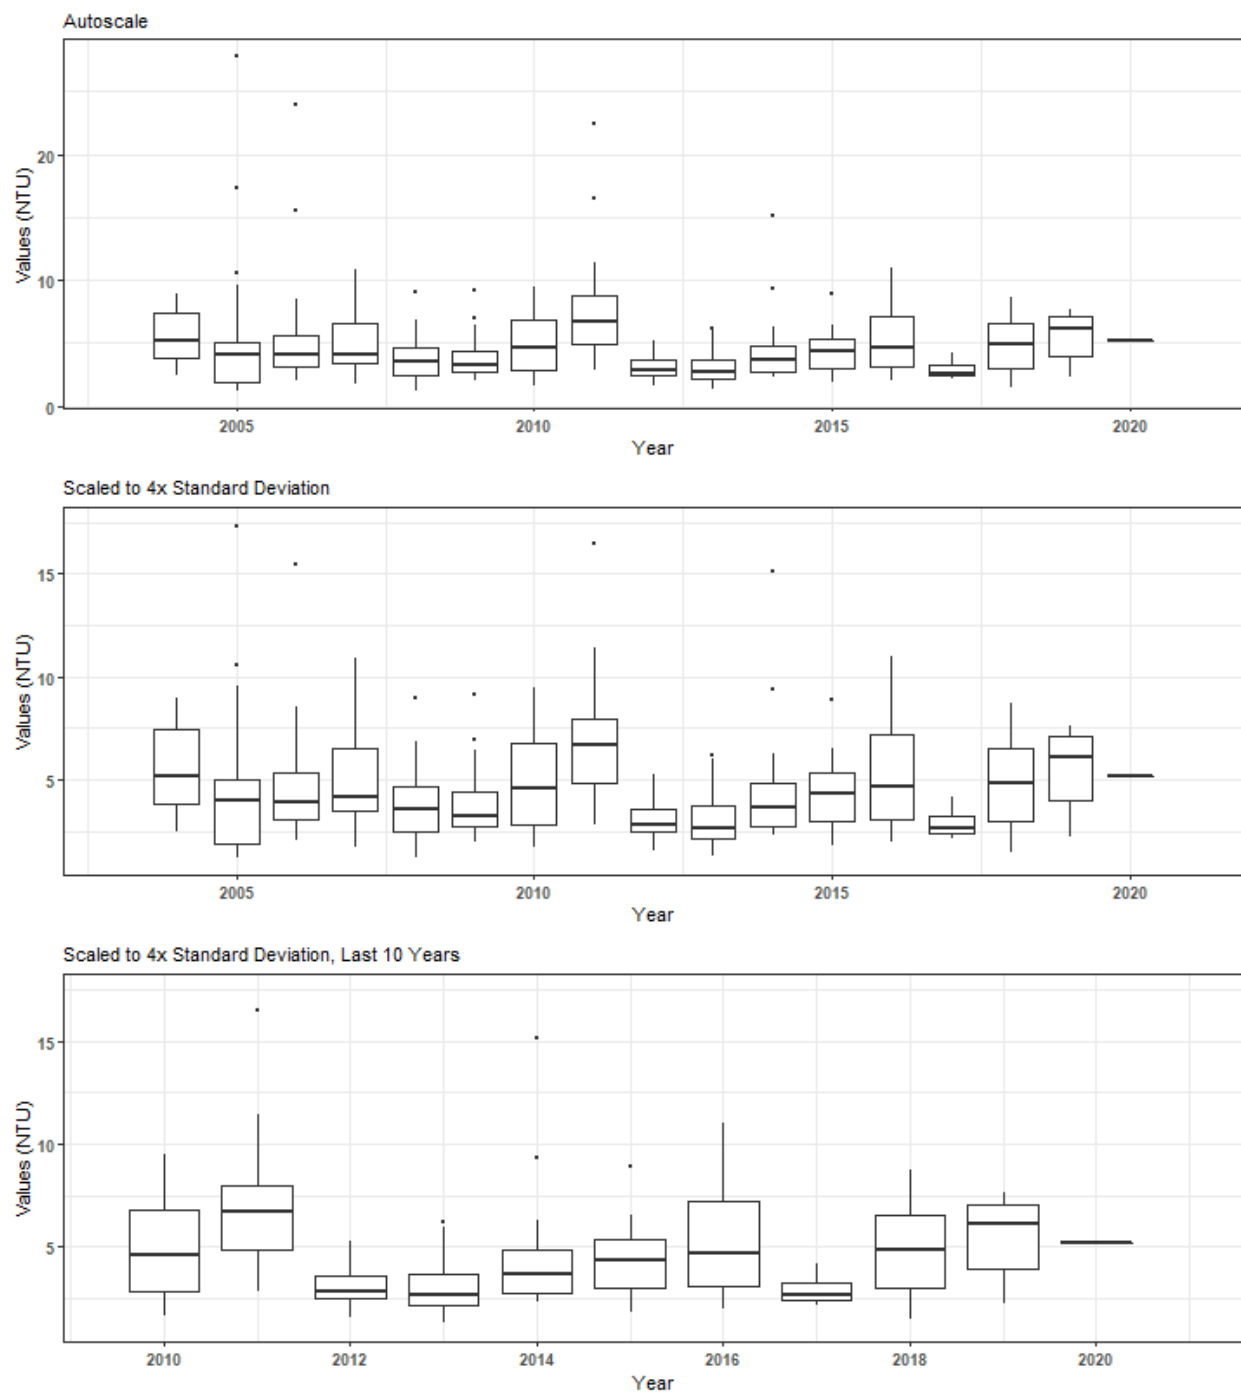 Autoscale
Values (NTU)
20
10
0
2005 2010 2015 2020
Year
Scaled to 4x Standard Deviation
Values (NTU)
15
10
5
2005 2010 2015 2020
Year
Scaled to 4x Standard Deviation, Last 10 Years
Values (NTU)
15
10
5
2010 2012 2014 2016 2018 2020
Year